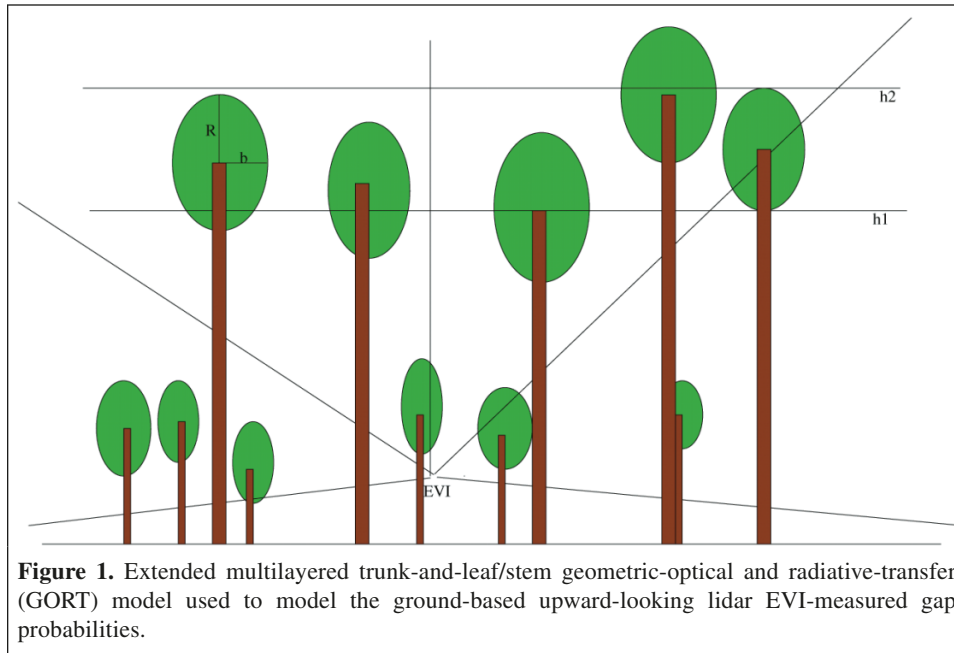 h2
R
b
h1
EVI
Figure 1. Extended multilayered trunk-and-leaf/stem geometric-optical and radiative-transfer
(GORT) model used to model the ground-based upward-looking lidar EVI-measured gap
probabilities.